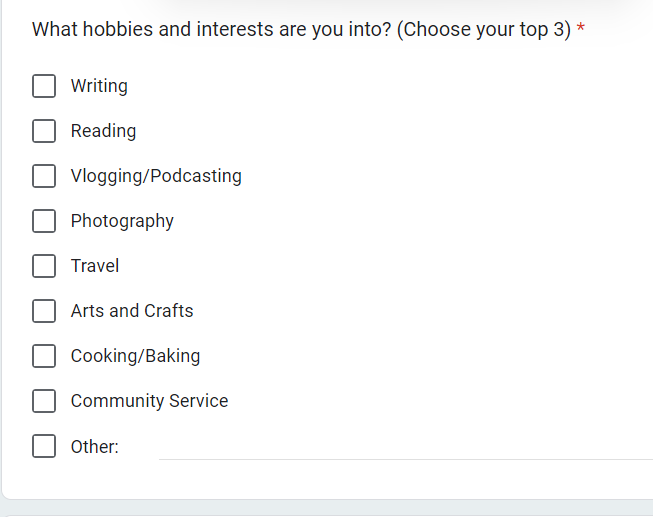 What hobbies and interests are you into? (Choose your top 3) *
Writing
Reading
Vlogging/Podcasting
Photography
Travel
Arts and Crafts
Cooking/Baking
Community Service
Other: